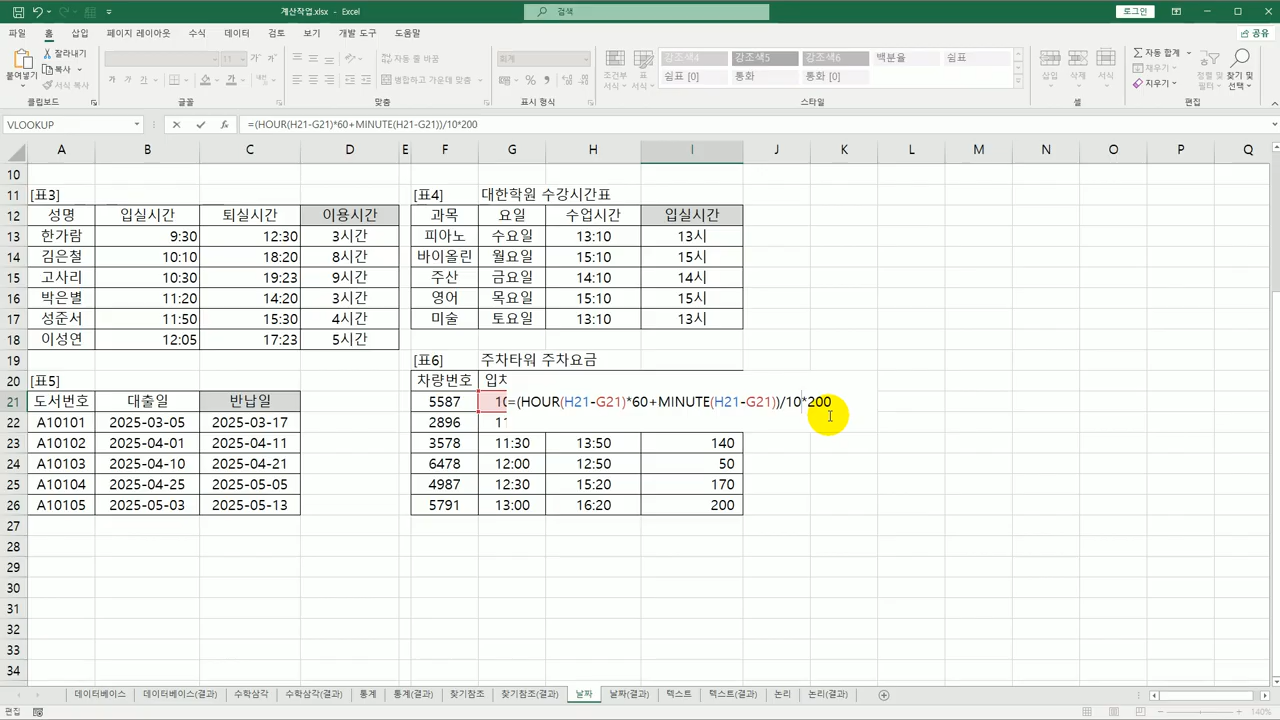 계산작업.xlsx - Excel
검색
로그인
파일 홈 삽입 페이지 레이아웃 수식 데이터 검토 보기 개발 도구 도움말
공유
붙여넣기
잘라내기
복사
서식 복사
클립보드
11
가 가 가
글꼴
자동 줄 바꿈
병합하고 가운데 맞춤
맞춤
회계
표시 형식
조건부 서식
표 서식
강조색4 강조색5 강조색6 백분율 쉼표
쉼표 [0] 통화 통화 [0]
스타일
삽입 삭제 서식
셀
자동 합계
채우기
지우기
정렬 및 필터
찾기 및 선택
편집
VLOOKUP
=(HOUR(H21-G21)*60+MINUTE(H21-G21))/10*200
A B C D E F G H I J K L M N O P Q
10
11 [표3] [표4] 대한학원 수강시간표
12 성명 입실시간 퇴실시간 이용시간 과목 요일 수업시간 입실시간
13 한가람 9:30 12:30 3시간 피아노 수요일 13:10 13시
14 김은철 10:10 18:20 8시간 바이올린 월요일 15:10 15시
15 고사리 10:30 19:23 9시간 주산 금요일 14:10 14시
16 박은별 11:20 14:20 3시간 영어 목요일 15:10 15시
17 성준서 11:50 15:30 4시간 미술 토요일 13:10 13시
18 이성연 12:05 17:23 5시간
19 [표6] 주차타워 주차요금
20 [표5] 차량번호 입차
21 도서번호 대출일 반납일 5587 10 =(HOUR(H21-G21)*60+MINUTE(H21-G21))/10*200
22 A10101 2025-03-05 2025-03-17 2896 11
23 A10102 2025-04-01 2025-04-11 3578 11:30 13:50 140
24 A10103 2025-04-10 2025-04-21 6478 12:00 12:50 50
25 A10104 2025-04-25 2025-05-05 4987 12:30 15:20 170
26 A10105 2025-05-03 2025-05-13 5791 13:00 16:20 200
27
28
29
30
31
32
33
34
데이터베이스 데이터베이스(결과) 수학삼각 수학삼각(결과) 통계 통계(결과) 찾기참조 찾기참조(결과) 날짜 날짜(결과) 텍스트 텍스트(결과) 논리 논리(결과)
편집
140%